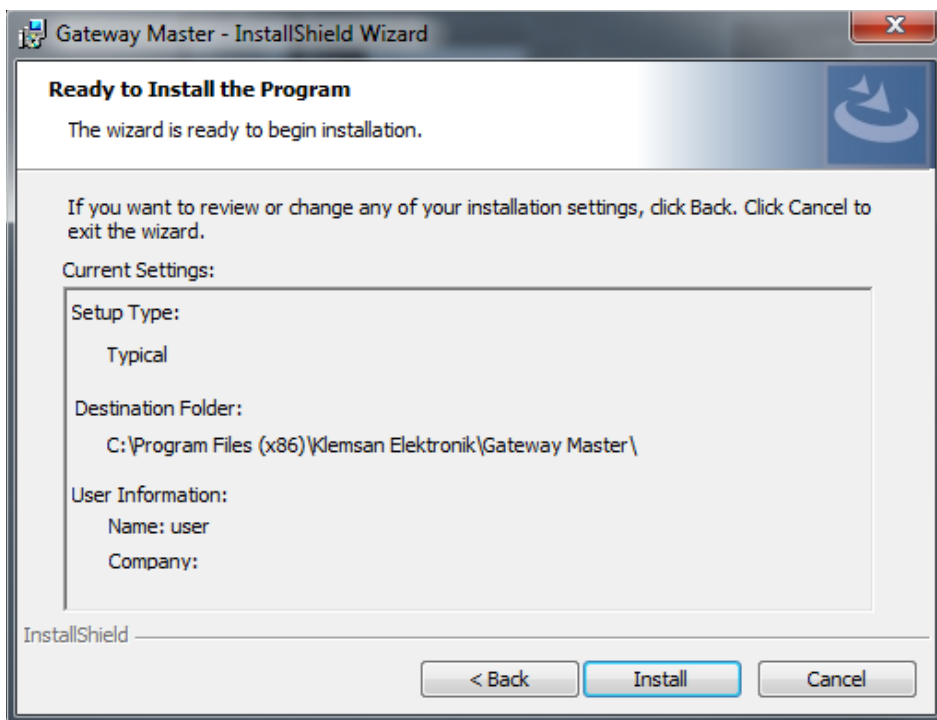 Gateway Master - InstallShield Wizard
Ready to Install the Program
The wizard is ready to begin installation.
If you want to review or change any of your installation settings, click Back. Click Cancel to
exit the wizard.
Current Settings:
Setup Type:
Typical
Destination Folder:
C:\Program Files (x86)\Klemsan Elektronik\Gateway Master\
User Information:
Name: user
Company:
InstallShield
< Back
Install
Cancel